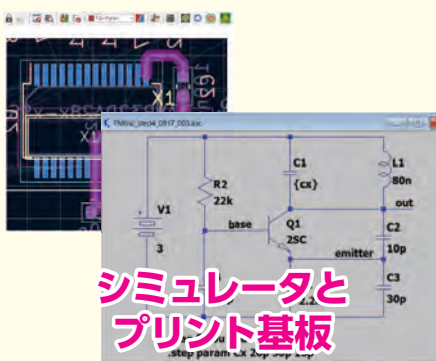 X1
FMosc_step4_0917_003.asc
C1
{cx}
L1
80n
R2
22k
out
V1
3
base
Q1
2SC
C2
10p
emitter
C3
30p
シミュレータと
プリント基板
.step param Cx 20p 30p 10p